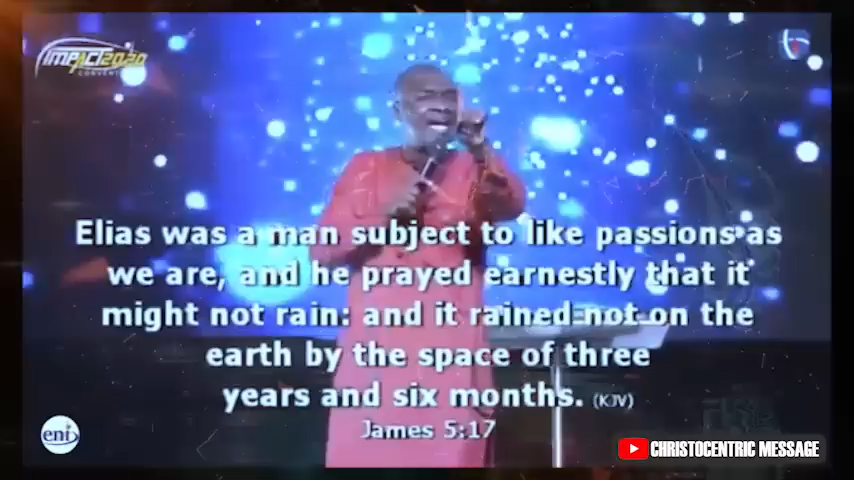 IMPACT2020
CONVENTION
Elias was a man subject to like passions as
we are, and he prayed earnestly that it
might not rain: and it rained not on the
earth by the space of three
years and six months. (KJV)
James 5:17
eni
CHRISTOCENTRIC MESSAGE